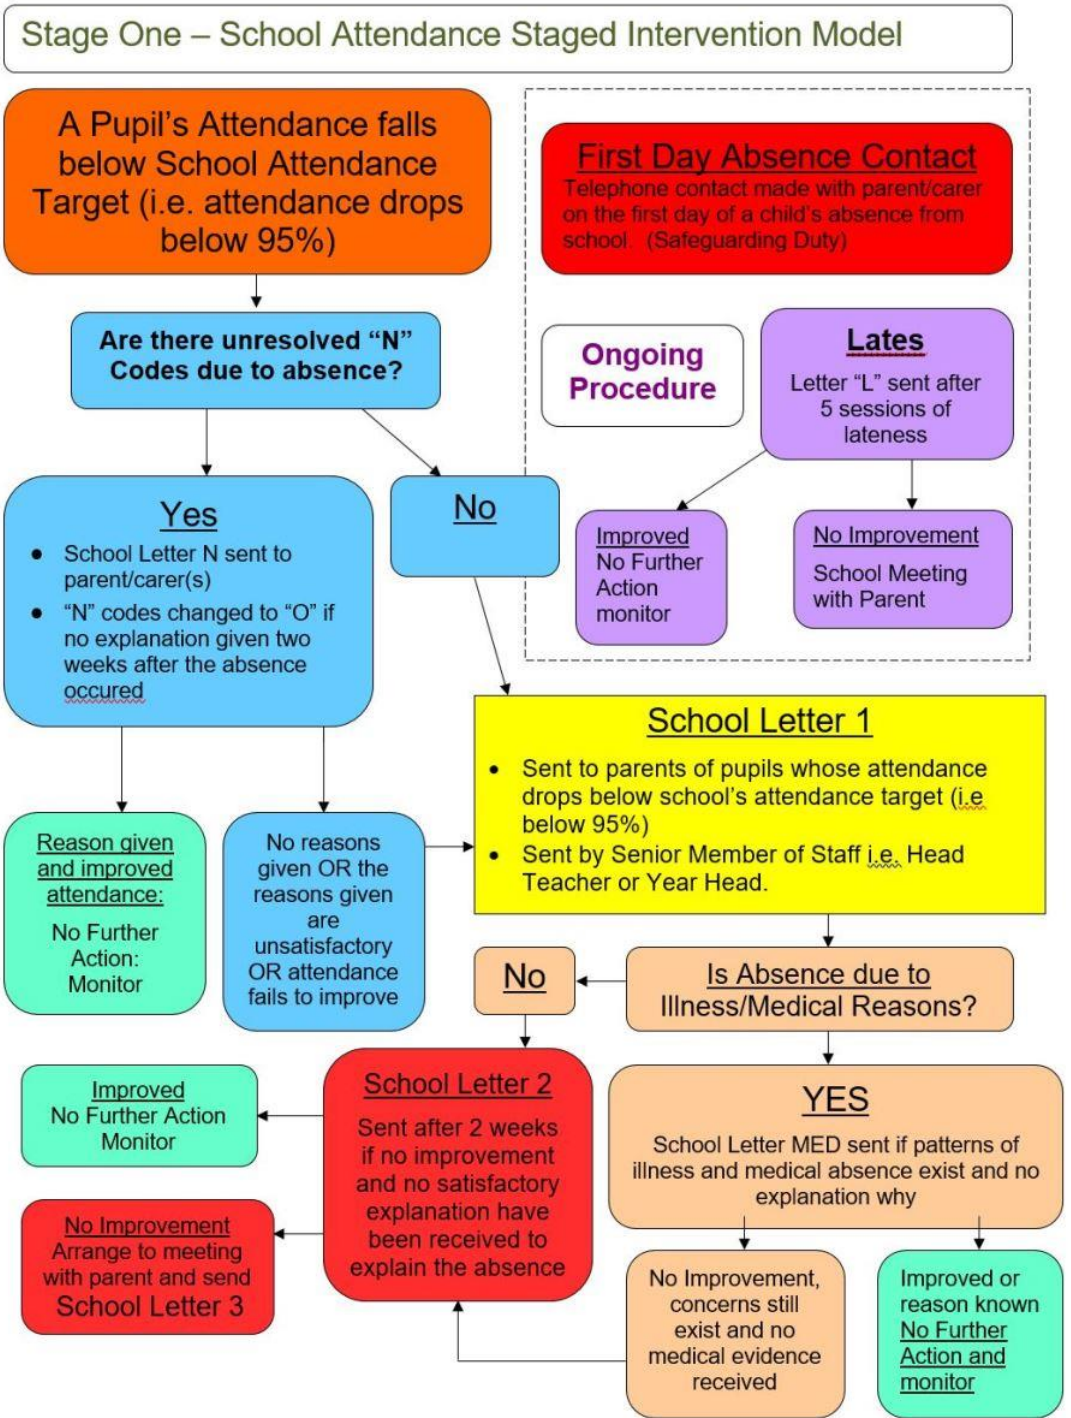 Stage One – School Attendance Staged Intervention Model
A Pupil's Attendance falls
below School Attendance
Target (i.e. attendance drops
below 95%)
First Day Absence Contact
Telephone contact made with parent/carer
on the first day of a child's absence from
school. (Safeguarding Duty)
Are there unresolved “N”
Codes due to absence?
Ongoing
Procedure
Lates
Letter “L” sent after
5 sessions of
lateness
Yes
● School Letter N sent to
parent/carer(s)
● “N” codes changed to “O” if
no explanation given two
weeks after the absence
occured
No
Improved
No Further
Action
monitor
No Improvement
School Meeting
with Parent
School Letter 1
• Sent to parents of pupils whose attendance
drops below school's attendance target (i.e
below 95%)
• Sent by Senior Member of Staff i.e. Head
Teacher or Year Head.
Reason given
and improved
attendance:
No Further
Action:
Monitor
No reasons
given OR the
reasons given
are
unsatisfactory
OR attendance
fails to improve
No
Is Absence due to
Illness/Medical Reasons?
Improved
No Further Action
Monitor
School Letter 2
Sent after 2 weeks
if no improvement
and no satisfactory
explanation have
been received to
explain the absence
YES
School Letter MED sent if patterns of
illness and medical absence exist and no
explanation why
No Improvement
Arrange to meeting
with parent and send
School Letter 3
No Improvement,
concerns still
exist and no
medical evidence
received
Improved or
reason known
No Further
Action and
monitor